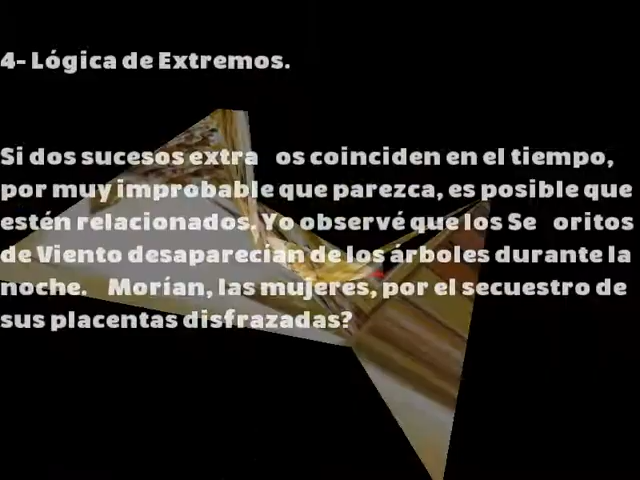 4- Lógica de Extremos.
Si dos sucesos extra os coinciden en el tiempo,
por muy improbable que parezca, es posible que
estén relacionados. Yo observé que los Se oritos
de Viento desaparecían de los árboles durante la
noche. Morían, las mujeres, por el secuestro de
sus placentas disfrazadas?